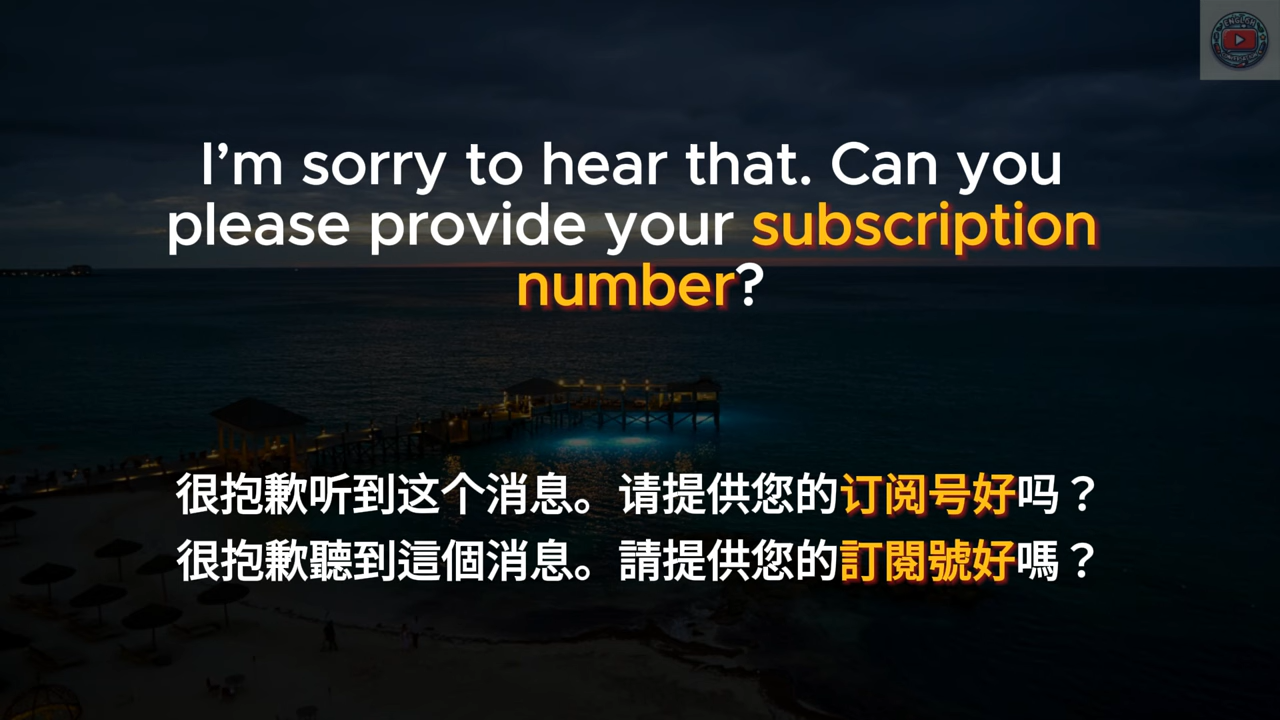 I’m sorry to hear that. Can you
please provide your subscription
number?
很抱歉听到这个消息。请提供您的订阅号好吗？
很抱歉聽到這個消息。請提供您的訂閱號好嗎？